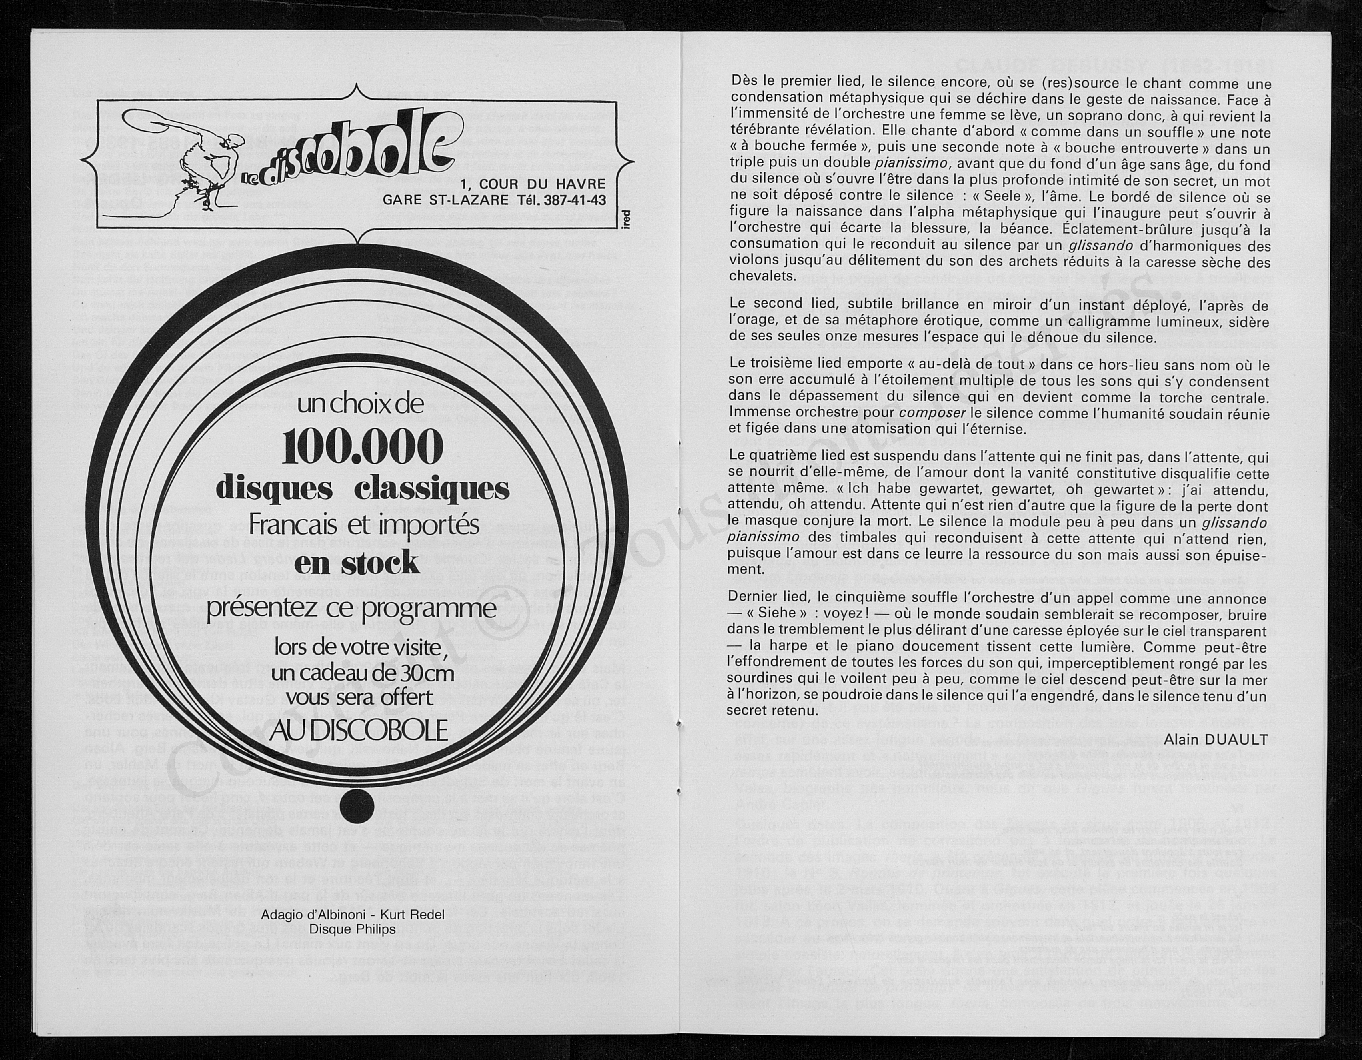 Le discobole
1, COUR DU HAVRE
GARE ST-LAZARE Tél. 387-41-43
ired
un choix de
100.000
disques classiques
Francais et importés
en stock
présentez ce programme
lors de votre visite,
un cadeau de 30cm
vous sera offert
AU DISCOBOLE
Adagio d'Albinoni - Kurt Redel
Disque Philips
Dès le premier lied, le silence encore, où se (res)source le chant comme une
condensation métaphysique qui se déchire dans le geste de naissance. Face à
l'immensité de l'orchestre une femme se lève, un soprano donc, à qui revient la
térébrante révélation. Elle chante d'abord « comme dans un souffle » une note
« à bouche fermée », puis une seconde note à « bouche entrouverte » dans un
triple puis un double pianissimo, avant que du fond d'un âge sans âge, du fond
du silence où s'ouvre l'être dans la plus profonde intimité de son secret, un mot
ne soit déposé contre le silence : « Seele », l'âme. Le bordé de silence où se
figure la naissance dans l'alpha métaphysique qui l'inaugure peut s'ouvrir à
l'orchestre qui écarte la blessure, la béance. Éclatement-brûlure jusqu'à la
consumation qui le reconduit au silence par un glissando d'harmoniques des
violons jusqu'au délitement du son des archets réduits à la caresse sèche des
chevalets.
Le second lied, subtile brillance en miroir d'un instant déployé, l'après de
l'orage, et de sa métaphore érotique, comme un calligramme lumineux, sidère
de ses seules onze mesures l'espace qui le dénoue du silence.
Le troisième lied emporte « au-delà de tout » dans ce hors-lieu sans nom où le
son erre accumulé à l'étoilement multiple de tous les sons qui s'y condensent
dans le dépassement du silence qui en devient comme la torche centrale.
Immense orchestre pour composer le silence comme l'humanité soudain réunie
et figée dans une atomisation qui l'éternise.
Le quatrième lied est suspendu dans l'attente qui ne finit pas, dans l'attente, qui
se nourrit d'elle-même, de l'amour dont la vanité constitutive disqualifie cette
attente même. « Ich habe gewartet, gewartet, oh gewartet » : j'ai attendu,
attendu, oh attendu. Attente qui n'est rien d'autre que la figure de la perte dont
le masque conjure la mort. Le silence la module peu à peu dans un glissando
pianissimo des timbales qui reconduisent à cette attente qui n'attend rien,
puisque l'amour est dans ce leurre la ressource du son mais aussi son épuise-
ment.
Dernier lied, le cinquième souffle l'orchestre d'un appel comme une annonce
— « Siehe » : voyez! — où le monde soudain semblerait se recomposer, bruire
dans le tremblement le plus délirant d'une caresse éployée sur le ciel transparent
— la harpe et le piano doucement tissent cette lumière. Comme peut-être
l'effondrement de toutes les forces du son qui, imperceptiblement rongé par les
sourdines qui le voilent peu à peu, comme le ciel descend peut-être sur la mer
à l'horizon, se poudroie dans le silence qui l'a engendré, dans le silence tenu d'un
secret retenu.
Alain DUAULT
Copyright © Tous droits réservés.